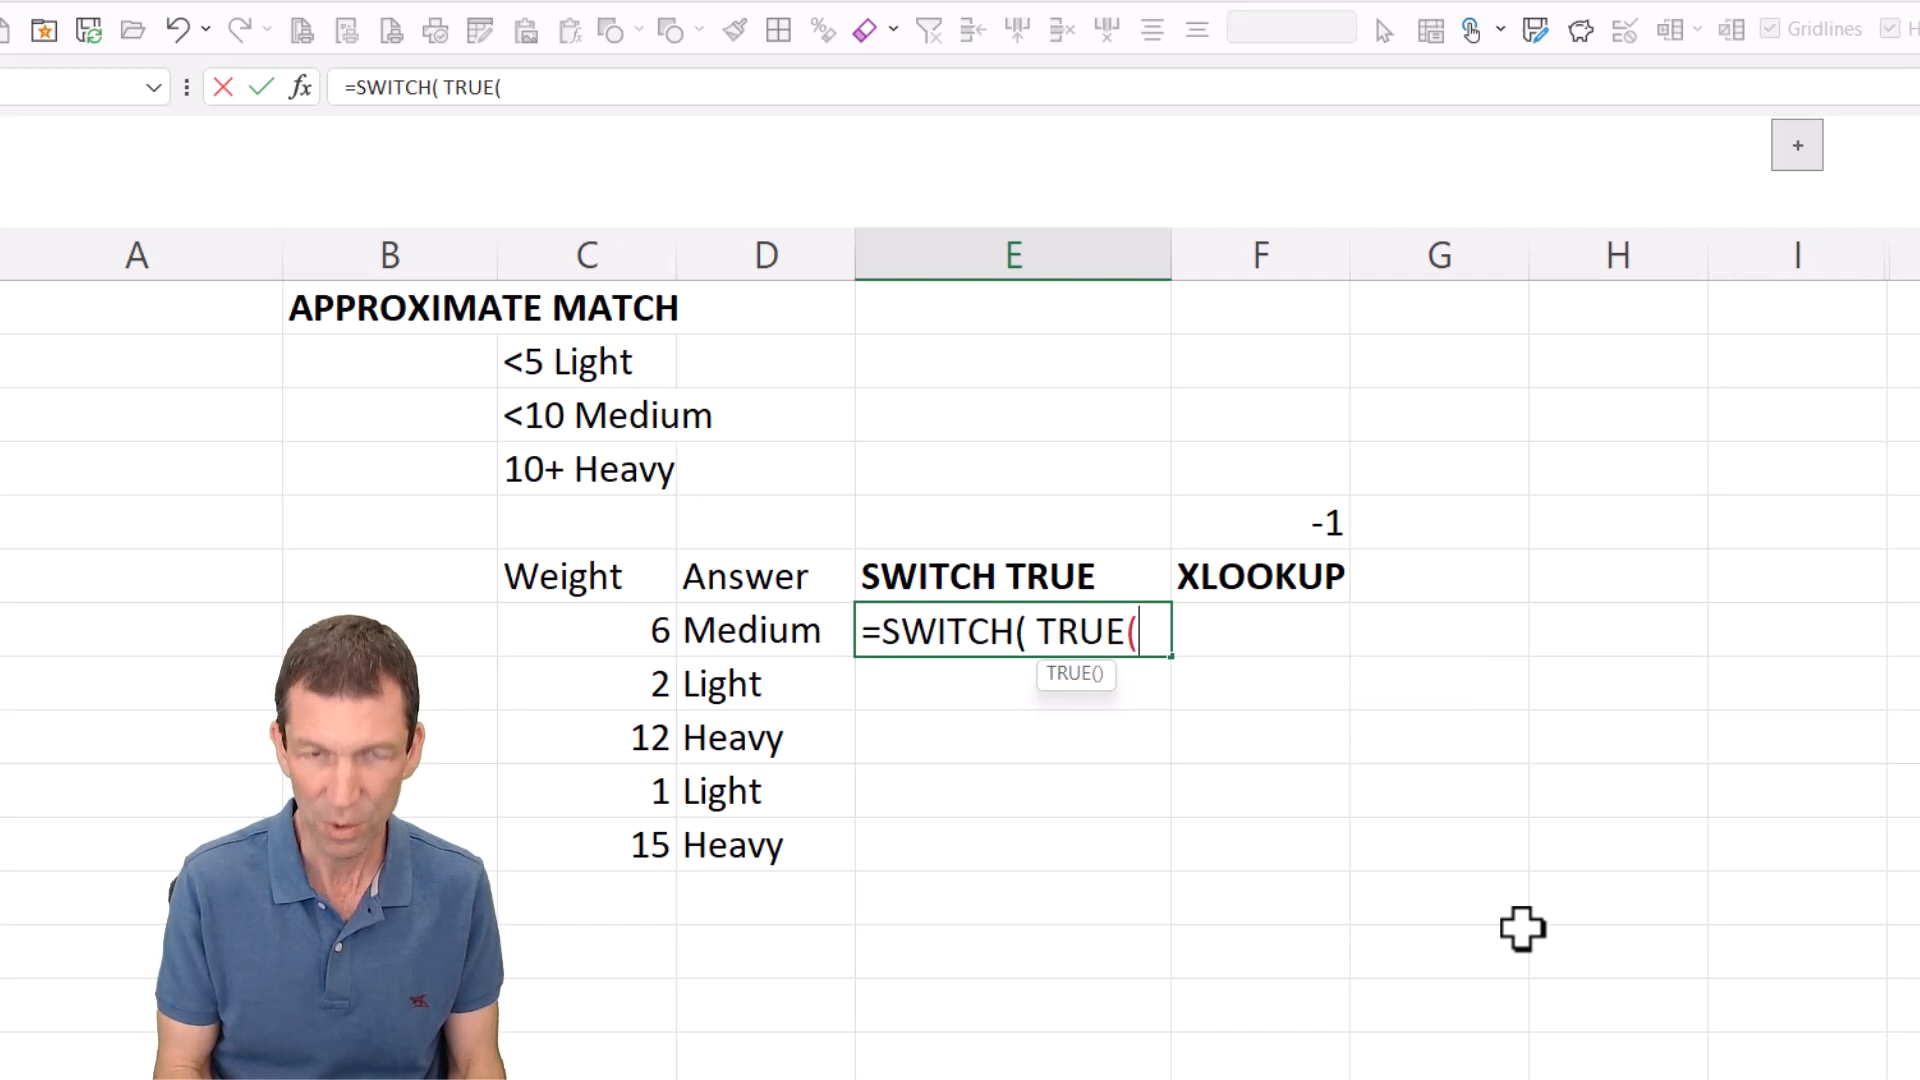 Gridlines
H
fx
=SWITCH( TRUE(
+
A B C D E F G H I
APPROXIMATE MATCH
<5 Light
<10 Medium
10+ Heavy
-1
Weight Answer SWITCH TRUE XLOOKUP
6 Medium =SWITCH( TRUE(
TRUE()
2 Light
12 Heavy
1 Light
15 Heavy